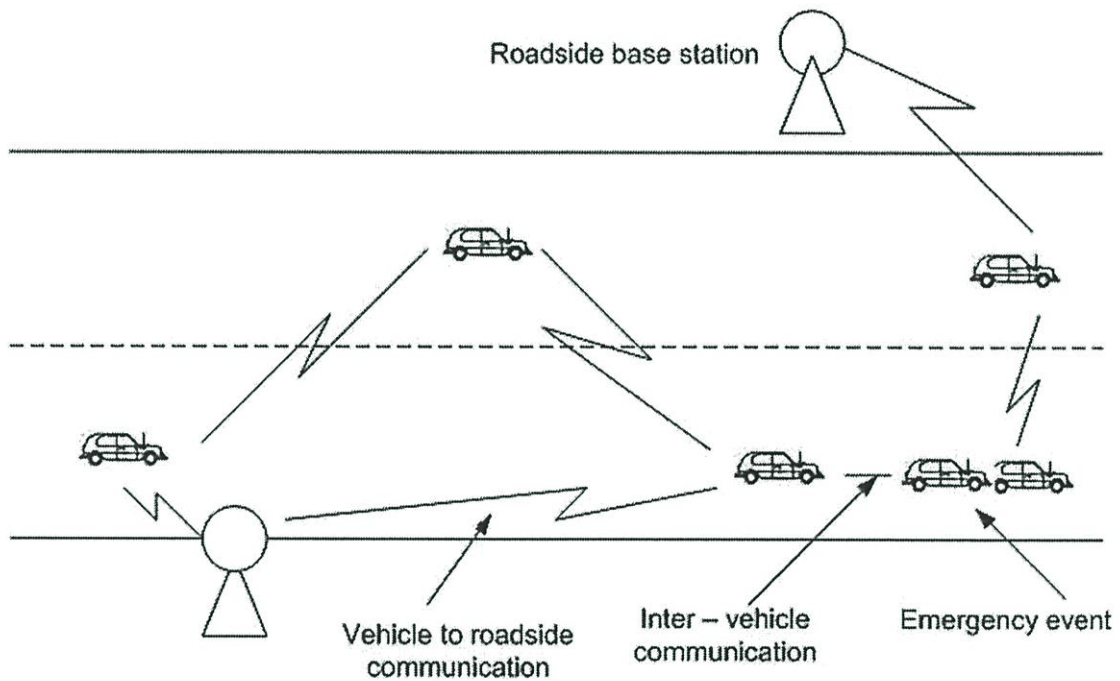 Roadside base station
Vehicle to roadside
communication
Inter – vehicle
communication
Emergency event